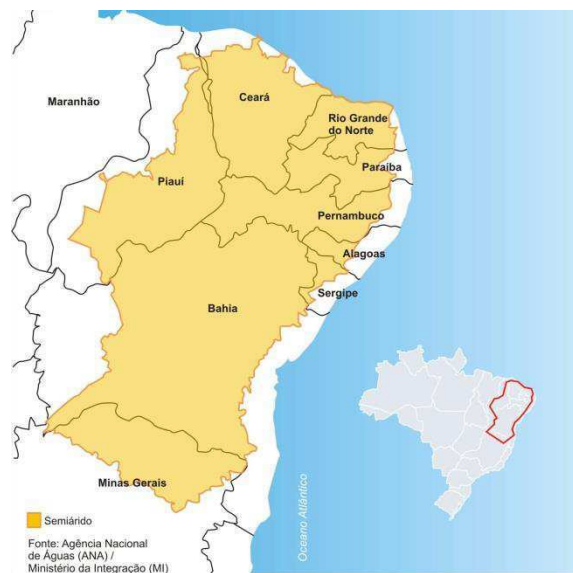 Maranhão
Ceará
Rio Grande
do Norte
Paraíba
Piauí
Pernambuco
Alagoas
Sergipe
Bahia
Minas Gerais
Oceano Atlântico
Semiárido
Fonte: Agência Nacional
de Águas (ANA) /
Ministério da Integração (MI)